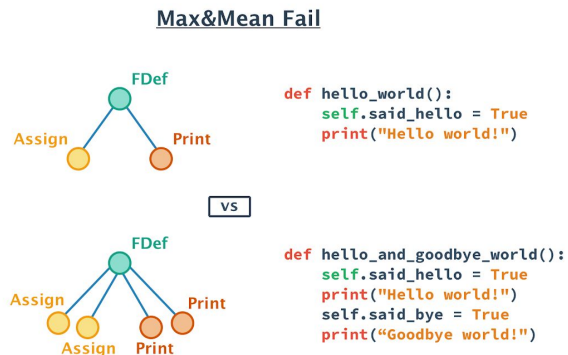 Max&Mean Fail
FDef
Assign
Print
def hello_world():
self.said_hello = True
print("Hello world!")
vs
FDef
Assign
Print
Assign
Print
def hello_and_goodbye_world():
self.said_hello = True
print("Hello world!")
self.said_bye = True
print(“Goodbye world!")